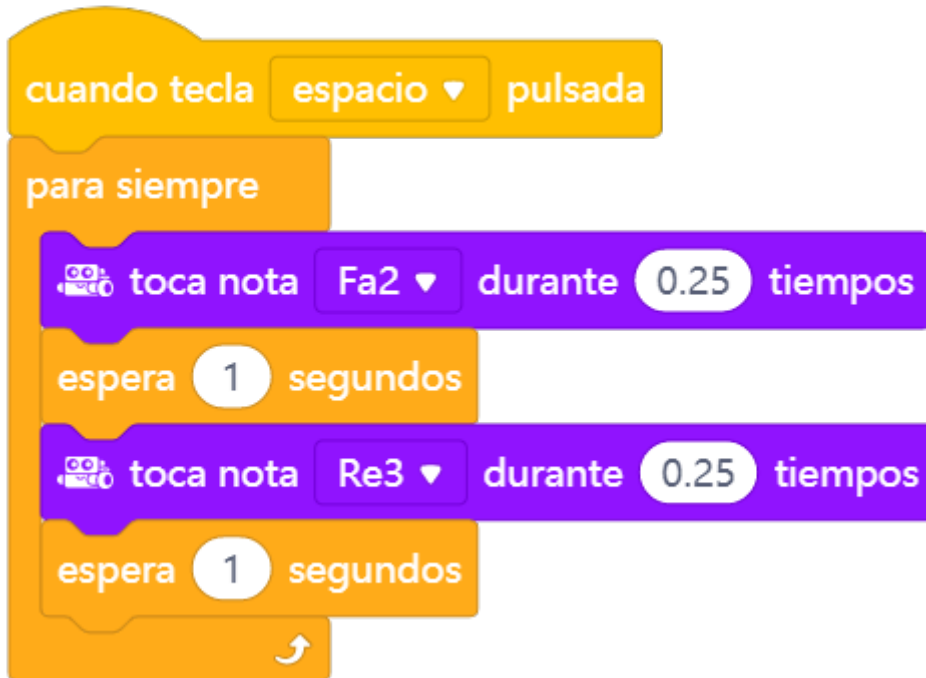 cuando tecla espacio pulsada
para siempre
toca nota Fa2 durante 0.25 tiempos
espera 1 segundos
toca nota Re3 durante 0.25 tiempos
espera 1 segundos